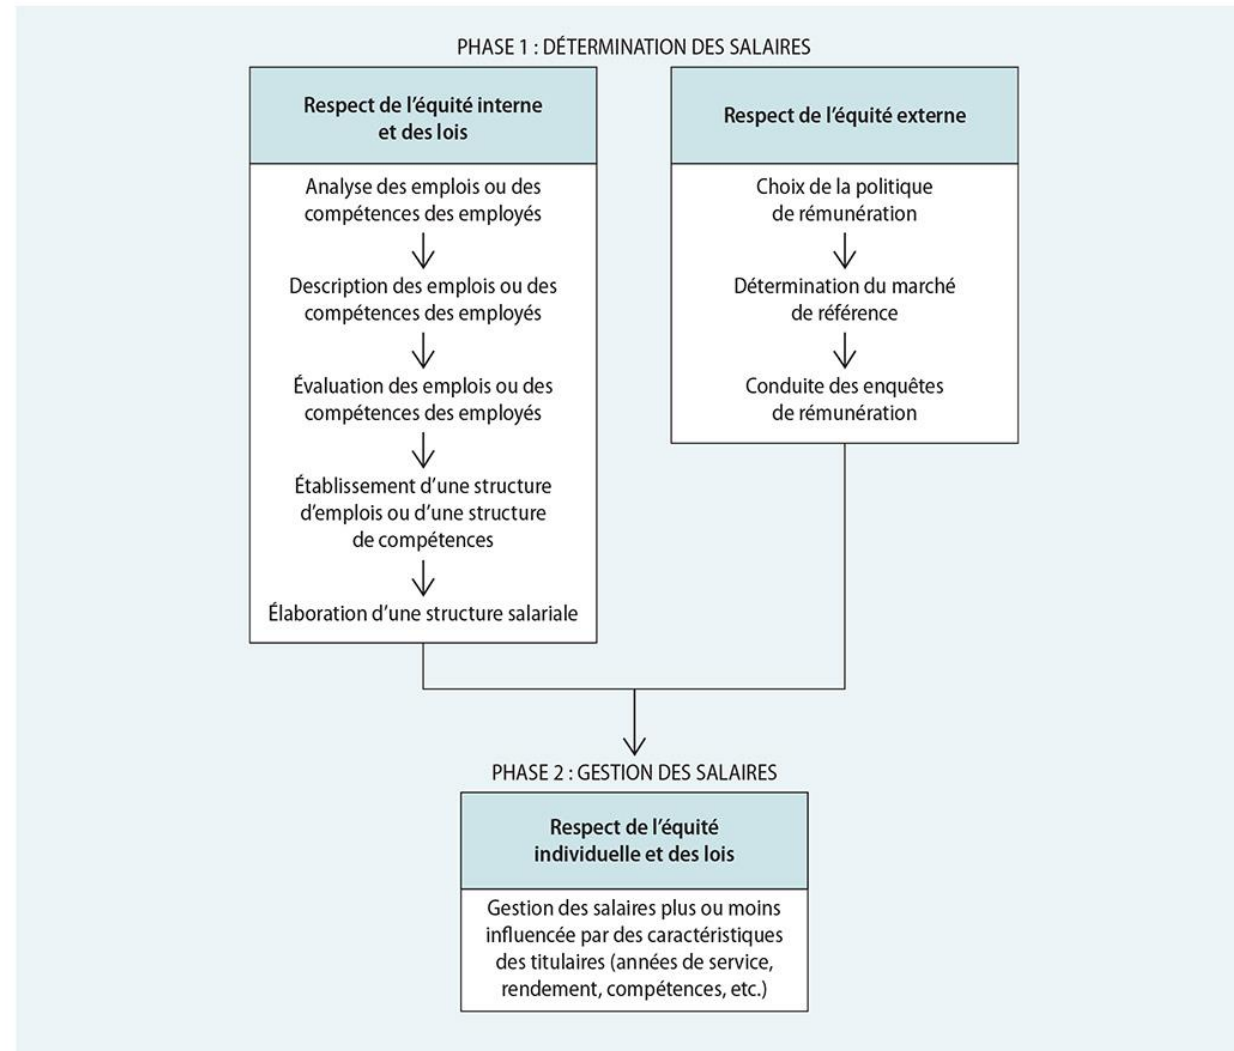 PHASE 1 : DÉTERMINATION DES SALAIRES
Respect de l’équité interne
et des lois
Analyse des emplois ou des
compétences des employés
Description des emplois ou des
compétences des employés
Évaluation des emplois ou des
compétences des employés
Établissement d’une structure
d’emplois ou d’une structure
de compétences
Élaboration d’une structure salariale
Respect de l’équité externe
Choix de la politique
de rémunération
Détermination du marché
de référence
Conduite des enquêtes
de rémunération
PHASE 2 : GESTION DES SALAIRES
Respect de l’équité
individuelle et des lois
Gestion des salaires plus ou moins
influencée par des caractéristiques
des titulaires (années de service,
rendement, compétences, etc.)